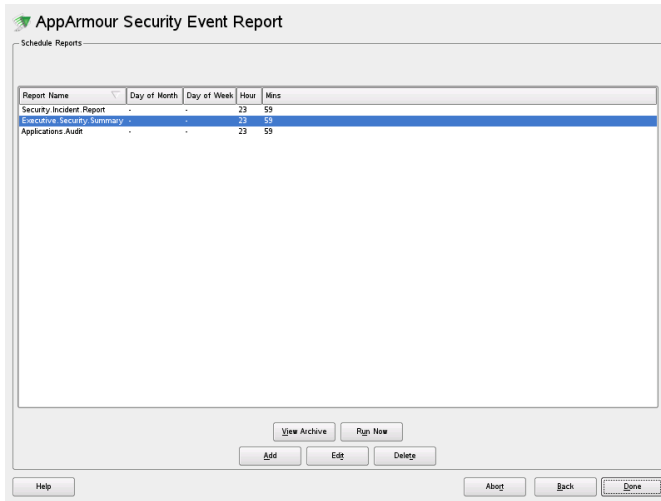 AppArmour Security Event Report
Schedule Reports
Report Name Day of Month Day of Week Hour Mins
Security.Incident.Report - - 23 59
Executive.Security.Summary - - 23 59
Applications.Audit - - 23 59
View Archive Run Now
Add Edit Delete
Help Abort Back Done